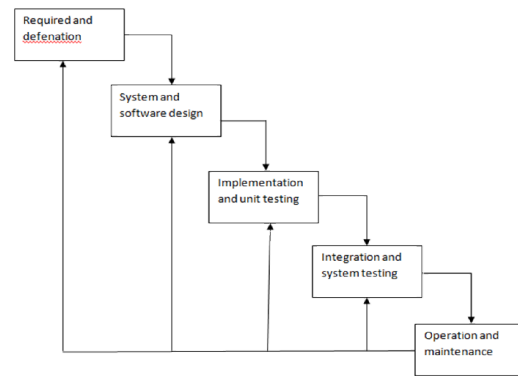 Required and
defenation
System and
software design
Implementation
and unit testing
Integration and
system testing
Operation and
maintenance